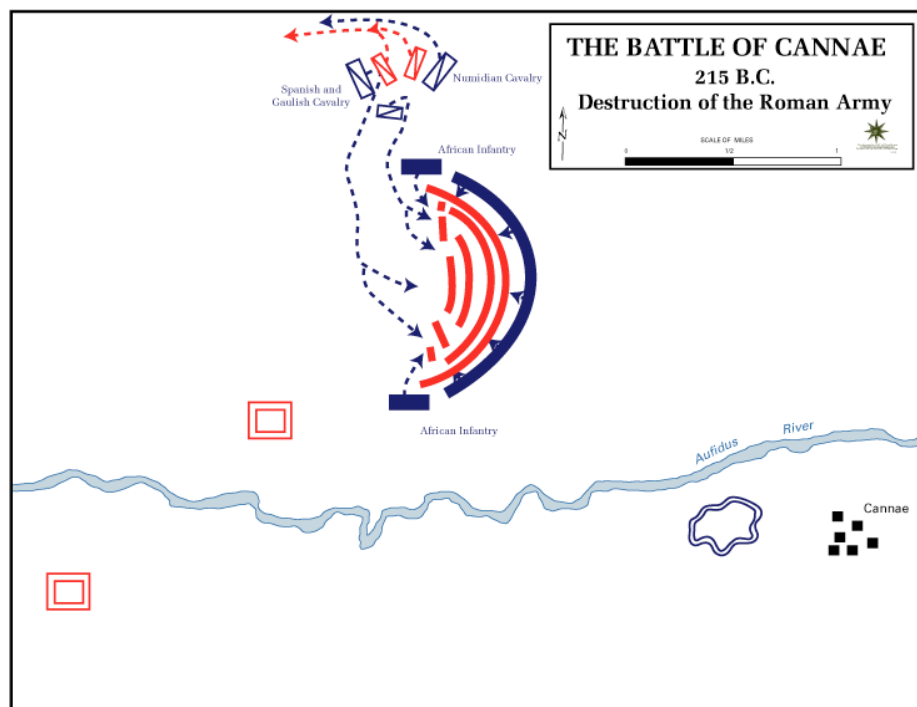 THE BATTLE OF CANNAE
215 B.C.
Destruction of the Roman Army
N
SCALE OF MILES
0 1/2 1
Spanish and
Gaulish Cavalry
Numidian Cavalry
African Infantry
African Infantry
Aufidus River
Cannae